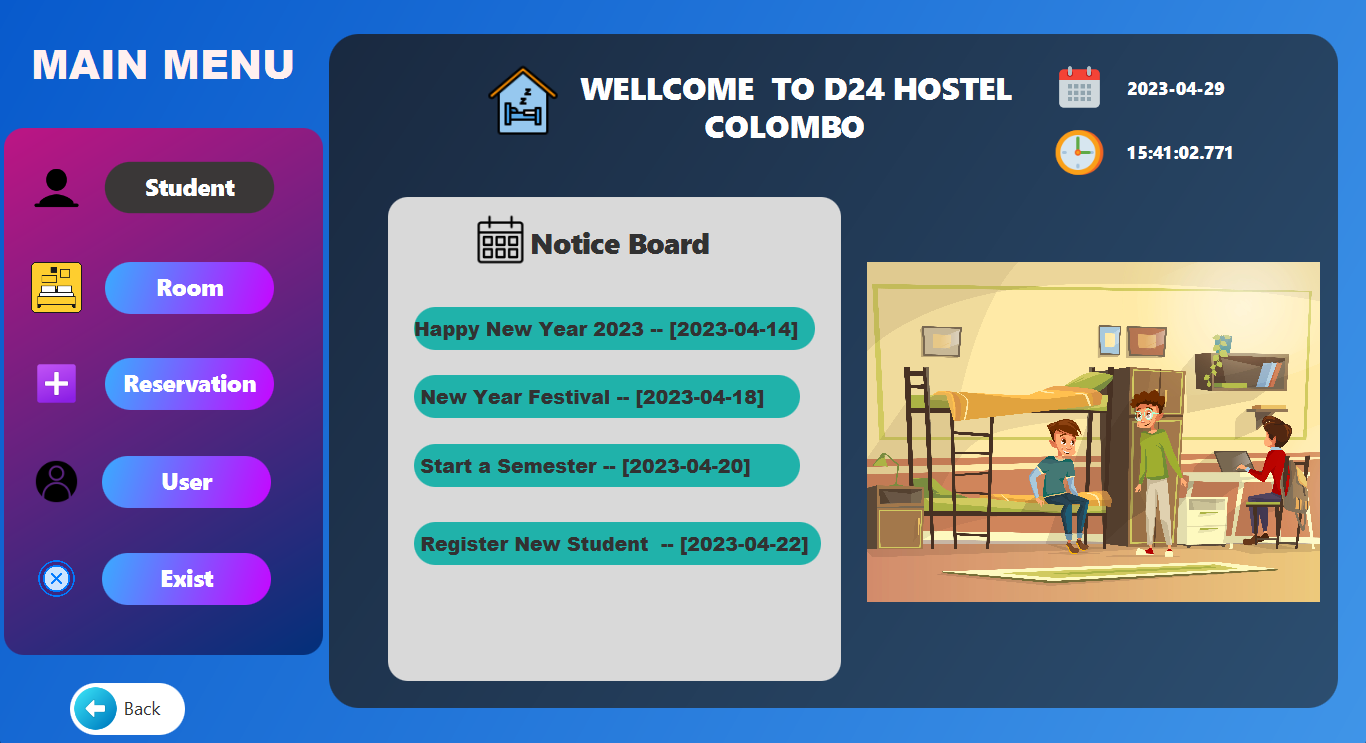 MAIN MENU
Student
Room
Reservation
User
Exist
Back
WELLCOME  TO D24 HOSTEL
COLOMBO
2023-04-29
15:41:02.771
Notice Board
Happy New Year 2023 -- [2023-04-14]
New Year Festival -- [2023-04-18]
Start a Semester -- [2023-04-20]
Register New Student  -- [2023-04-22]